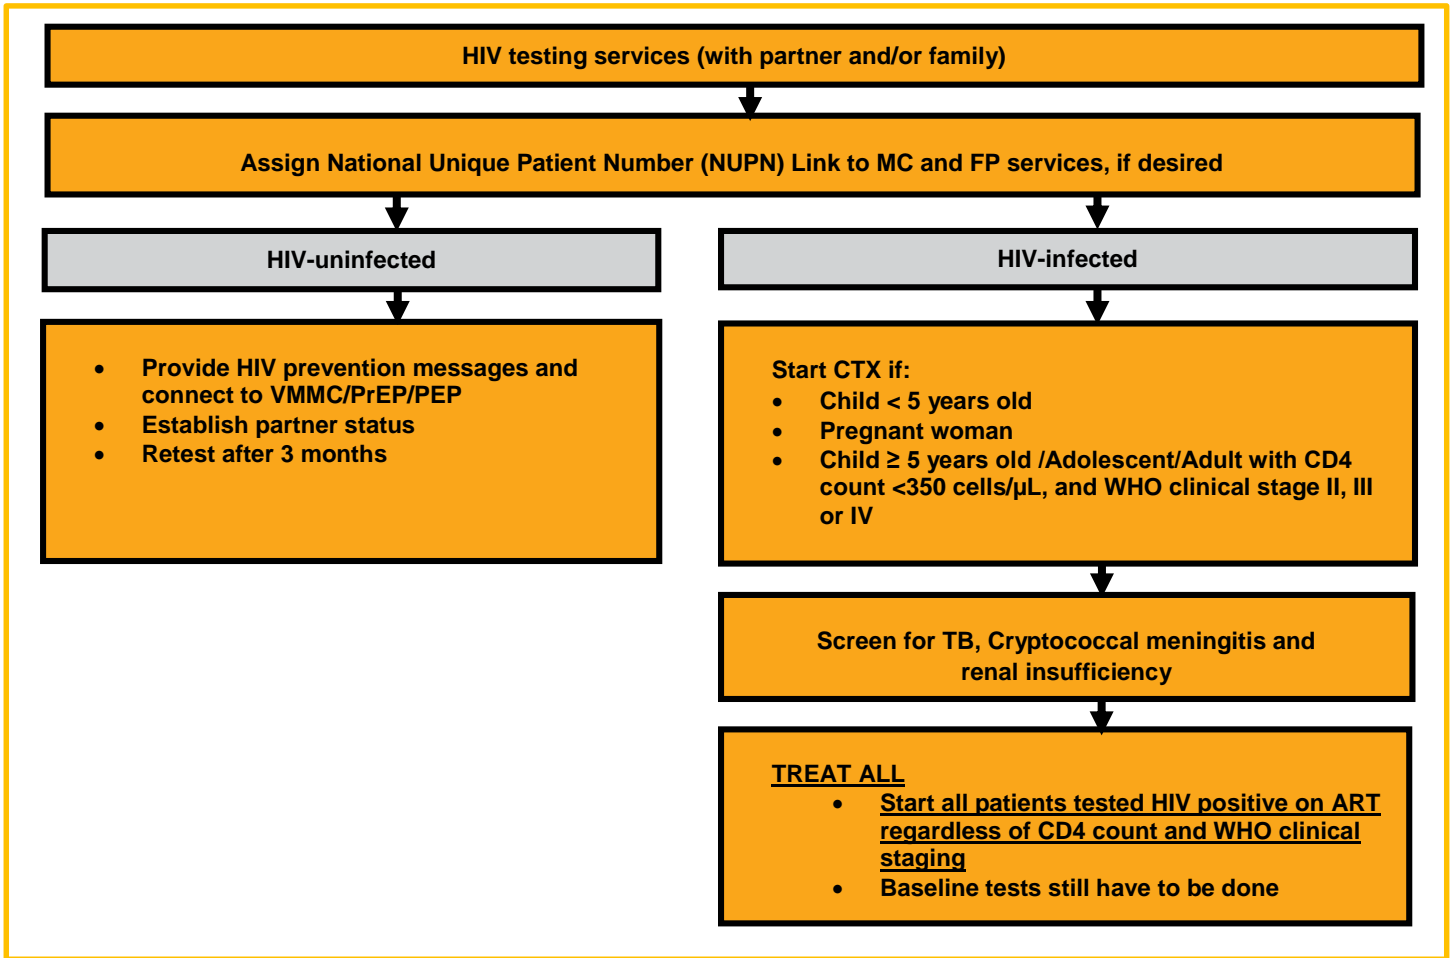 HIV testing services (with partner and/or family)
Assign National Unique Patient Number (NUPN) Link to MC and FP services, if desired
HIV-uninfected
• Provide HIV prevention messages and
connect to VMMC/PrEP/PEP
• Establish partner status
• Retest after 3 months
HIV-infected
Start CTX if:
• Child < 5 years old
• Pregnant woman
• Child ≥ 5 years old /Adolescent/Adult with CD4
count <350 cells/µL, and WHO clinical stage II, III
or IV
Screen for TB, Cryptococcal meningitis and
renal insufficiency
TREAT ALL
• Start all patients tested HIV positive on ART
regardless of CD4 count and WHO clinical
staging
• Baseline tests still have to be done